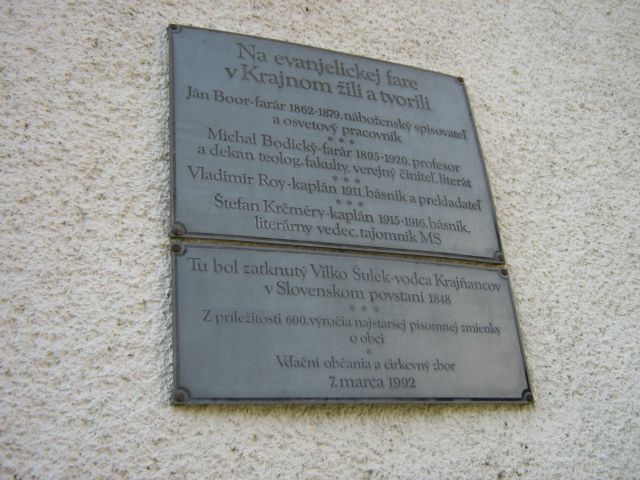 Na evanjelickej fare
v Krajnom žili a tvorili
Ján Boor-farár 1862-1879, náboženský spisovateľ
a osvetový pracovník
* * *
Michal Bodický-farár 1895-1920, profesor
a dekan teolog. fakulty, verejný činiteľ, literát
* * *
Vladimír Roy-kaplán 1911, básnik a prekladateľ
* * *
Štefan Krčméry-kaplán 1915-1916, básnik,
literárny vedec, tajomník MS
Tu bol zatknutý Vilko Šulek-vodca Krajňancov
v Slovenskom povstaní 1848
* * *
Z príležitosti 600. výročia najstaršej písomnej zmienky
o obci
*
Vďační občania a cirkevný zbor
7. marca 1992